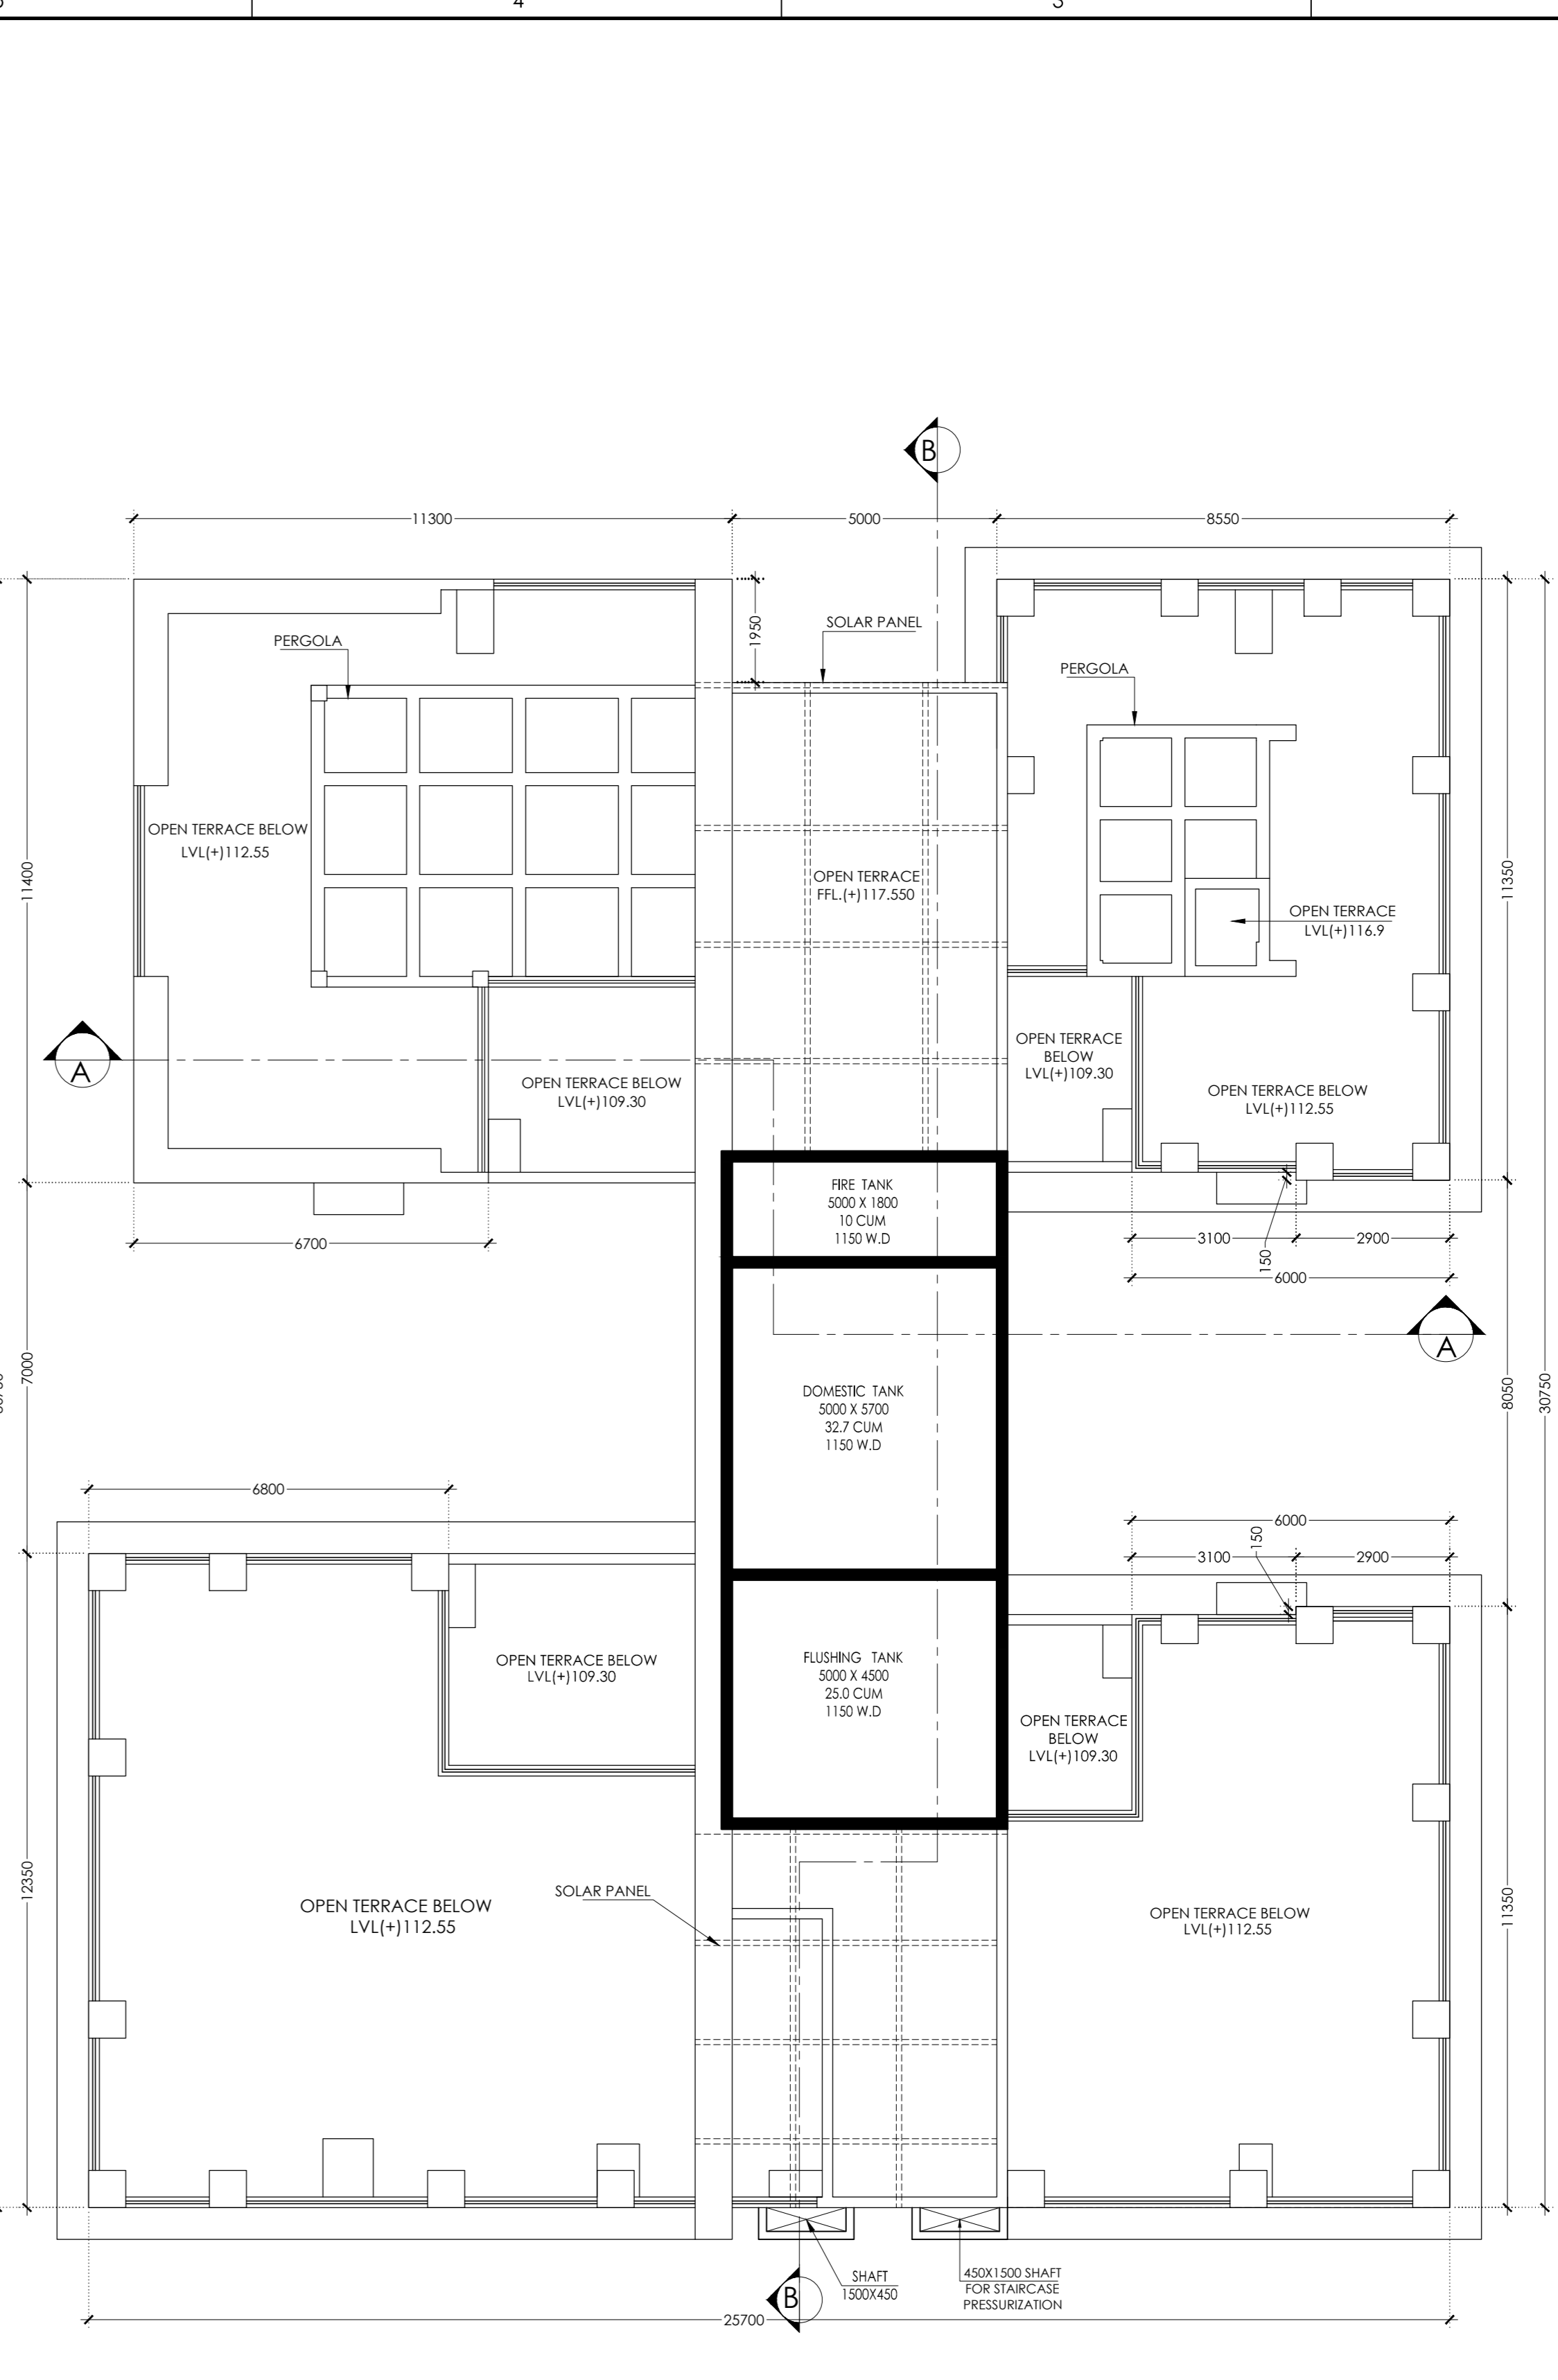 4
B
11300
5000
8550
1950
SOLAR PANEL
PERGOLA
PERGOLA
OPEN TERRACE BELOW
LVL(+)112.55
OPEN TERRACE
FFL.(+)117.550
OPEN TERRACE
LVL(+)116.9
11400
11350
OPEN TERRACE
BELOW
LVL(+)109.30
A
OPEN TERRACE BELOW
LVL(+)109.30
OPEN TERRACE BELOW
LVL(+)112.55
FIRE TANK
5000 X 1800
10 CUM
1150 W.D
6700
3100
2900
150
6000
A
7000
8050
30750
DOMESTIC TANK
5000 X 5700
32.7 CUM
1150 W.D
6800
6000
150
3100
2900
OPEN TERRACE BELOW
LVL(+)109.30
FLUSHING TANK
5000 X 4500
25.0 CUM
1150 W.D
OPEN TERRACE
BELOW
LVL(+)109.30
12350
11350
SOLAR PANEL
OPEN TERRACE BELOW
LVL(+)112.55
OPEN TERRACE BELOW
LVL(+)112.55
SHAFT
1500X450
450X1500 SHAFT
FOR STAIRCASE
PRESSURIZATION
B
25700